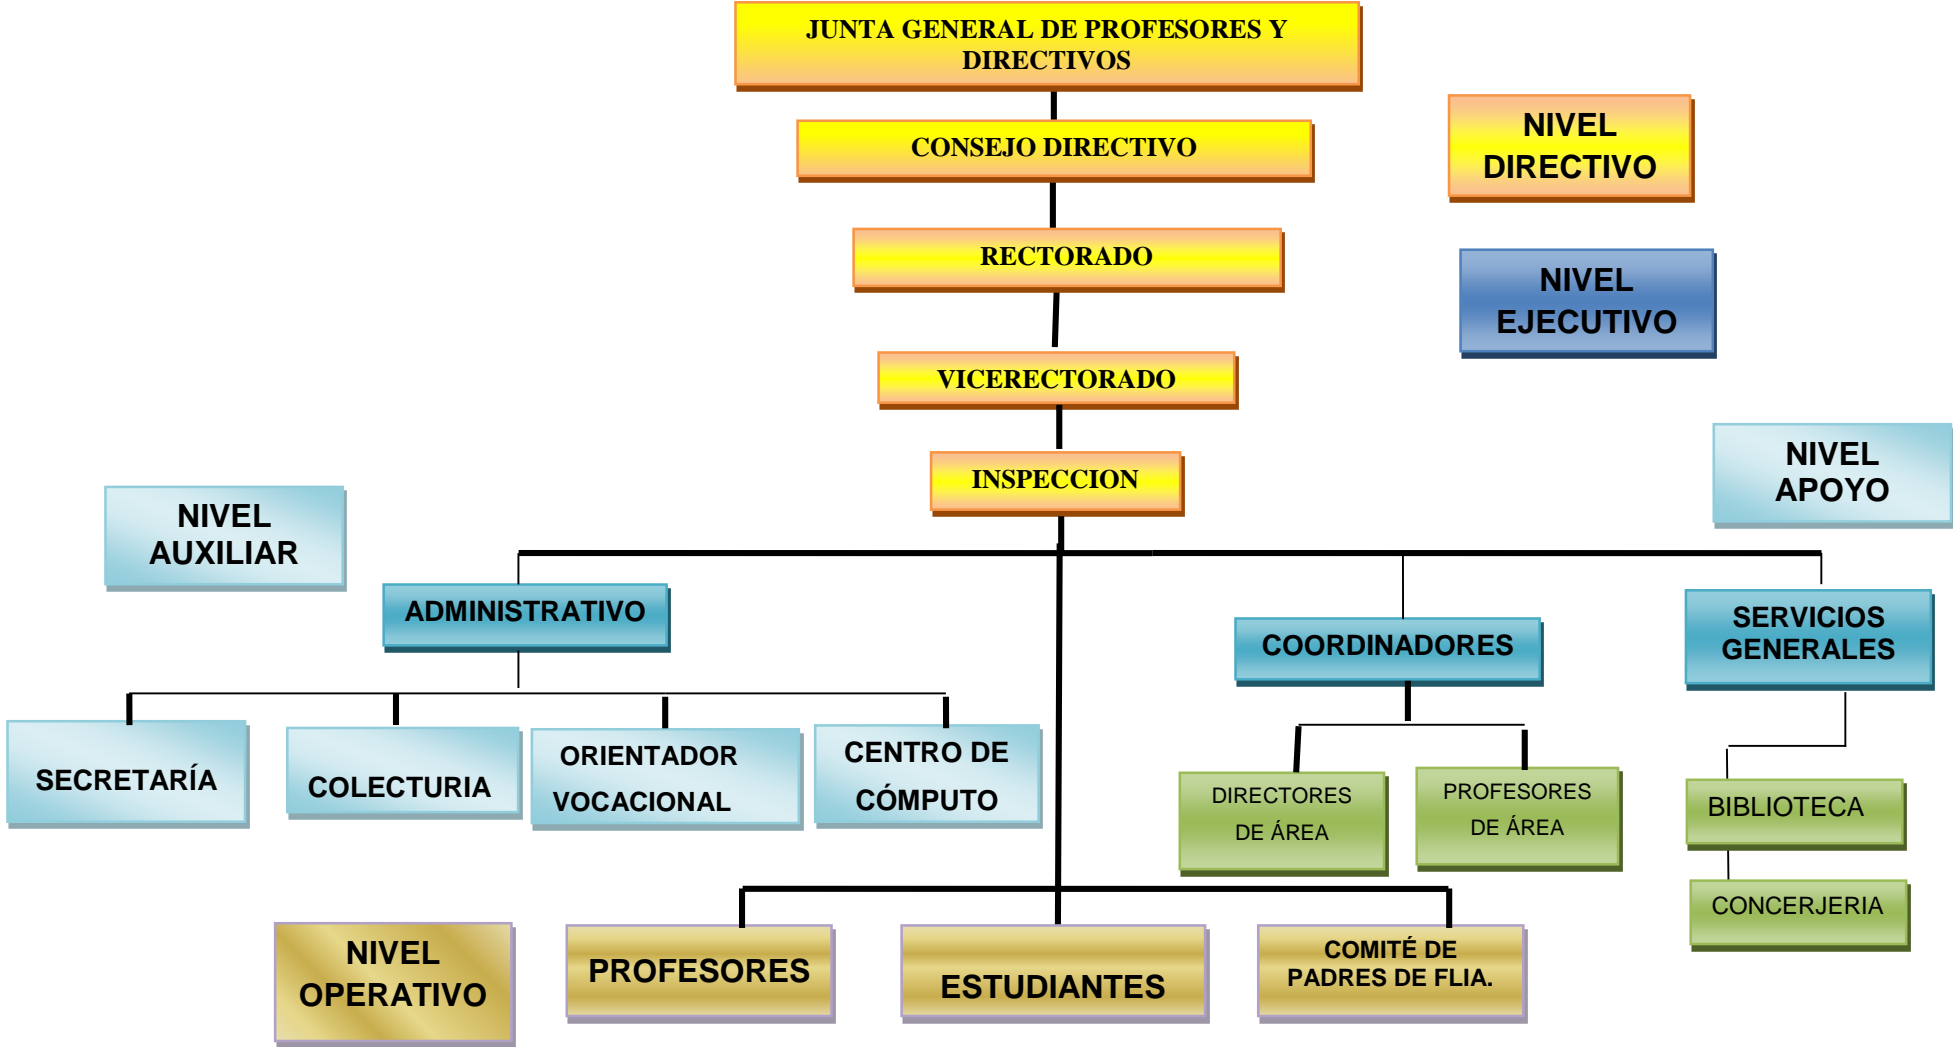 JUNTA GENERAL DE PROFESORES Y
DIRECTIVOS
CONSEJO DIRECTIVO
NIVEL
DIRECTIVO
RECTORADO
NIVEL
EJECUTIVO
VICERECTORADO
INSPECCION
NIVEL
APOYO
NIVEL
AUXILIAR
ADMINISTRATIVO
COORDINADORES
SERVICIOS
GENERALES
SECRETARÍA
COLECTURIA
ORIENTADOR
VOCACIONAL
CENTRO DE
CÓMPUTO
DIRECTORES
DE ÁREA
PROFESORES
DE ÁREA
BIBLIOTECA
CONCERJERIA
NIVEL
OPERATIVO
PROFESORES
ESTUDIANTES
COMITÉ DE
PADRES DE FLIA.